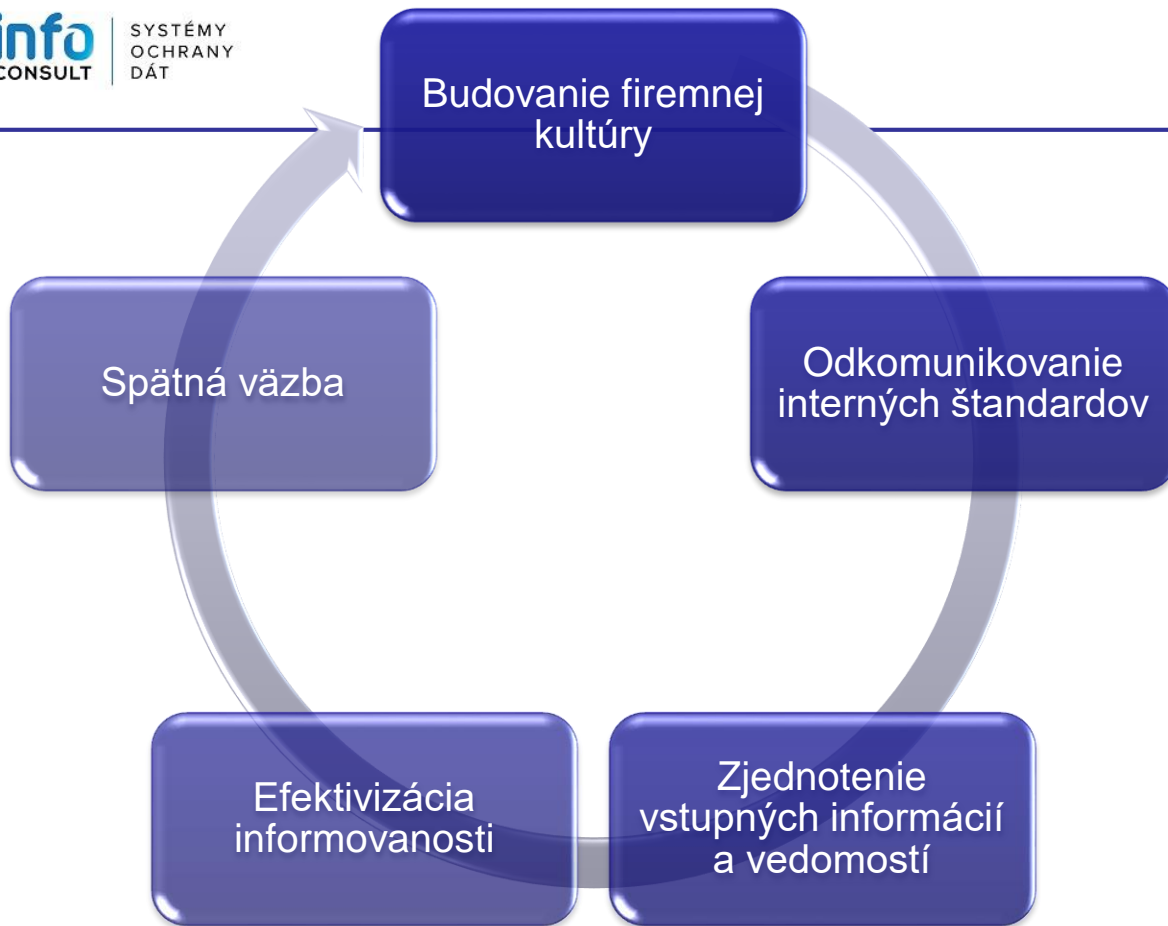 info
CONSULT
SYSTÉMY
OCHRANY
DÁT
Budovanie firemnej
kultúry
Odkomunikovanie
interných štandardov
Zjednotenie
vstupných informácií
a vedomostí
Efektivizácia
informovanosti
Spätná väzba